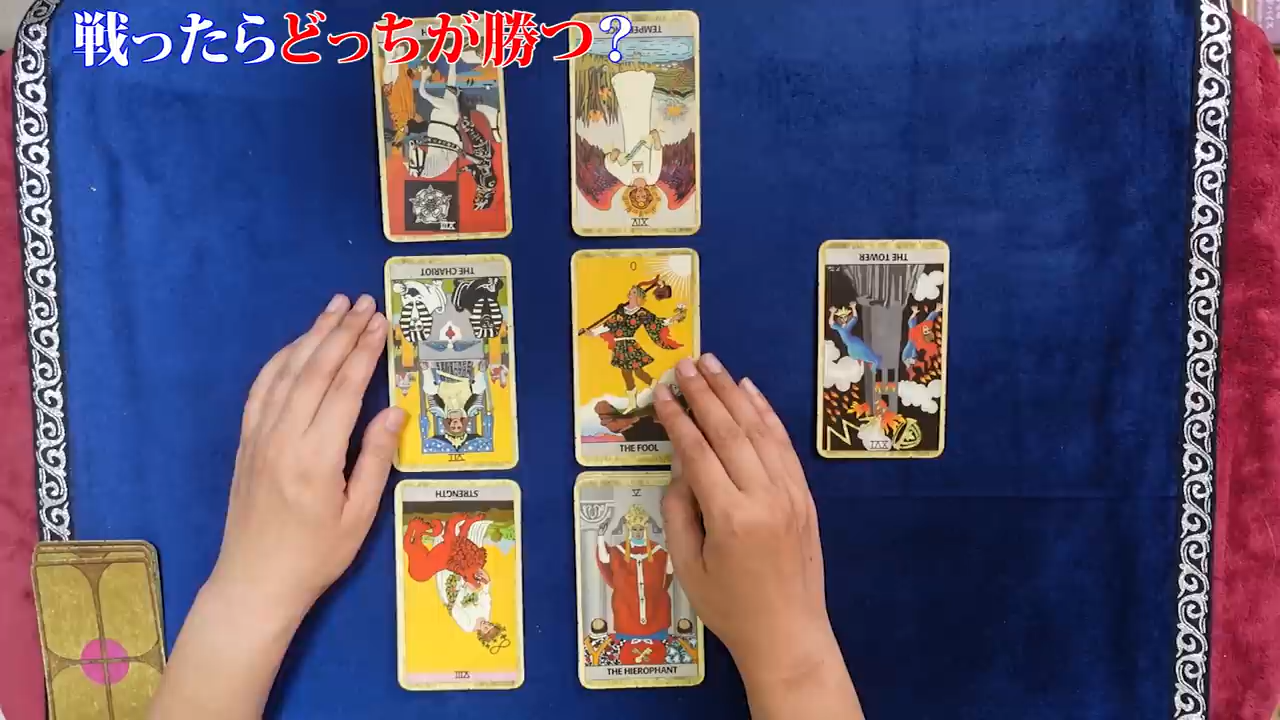 戦ったらどっちが勝つ？
XIII
XIV
THE CHARIOT
VII
0
THE FOOL
THE TOWER
XVI
STRENGTH
VIII
V
THE HIEROPHANT